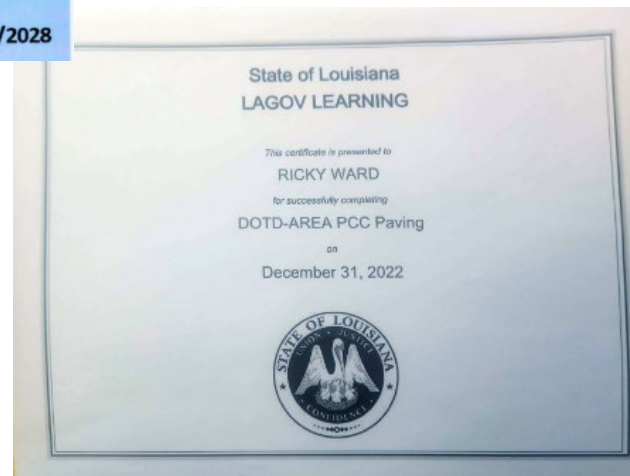 /2028
State of Louisiana
LAGOV LEARNING
This certificate is presented to
RICKY WARD
for successfully completing
DOTD-AREA PCC Paving
on
December 31, 2022
STATE OF LOUISIANA
UNION · JUSTICE
CONFIDENCE